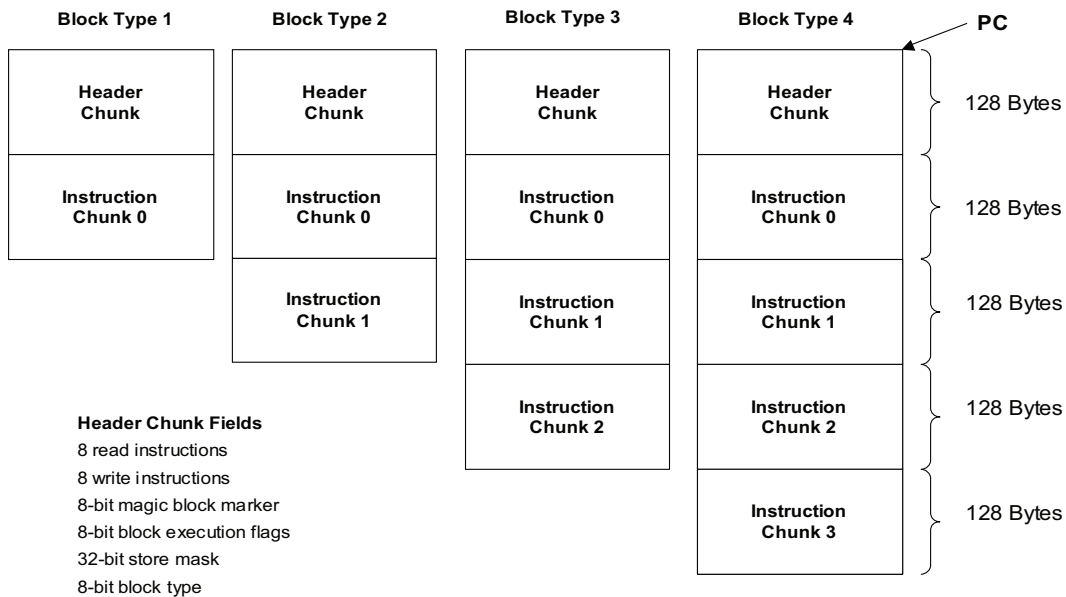 Block Type 1
Block Type 2
Block Type 3
Block Type 4
PC
Header
Chunk
Header
Chunk
Header
Chunk
Header
Chunk
128 Bytes
Instruction
Chunk 0
Instruction
Chunk 0
Instruction
Chunk 0
Instruction
Chunk 0
128 Bytes
Instruction
Chunk 1
Instruction
Chunk 1
Instruction
Chunk 1
128 Bytes
Instruction
Chunk 2
Instruction
Chunk 2
128 Bytes
Instruction
Chunk 3
128 Bytes
Header Chunk Fields
8 read instructions
8 write instructions
8-bit magic block marker
8-bit block execution flags
32-bit store mask
8-bit block type